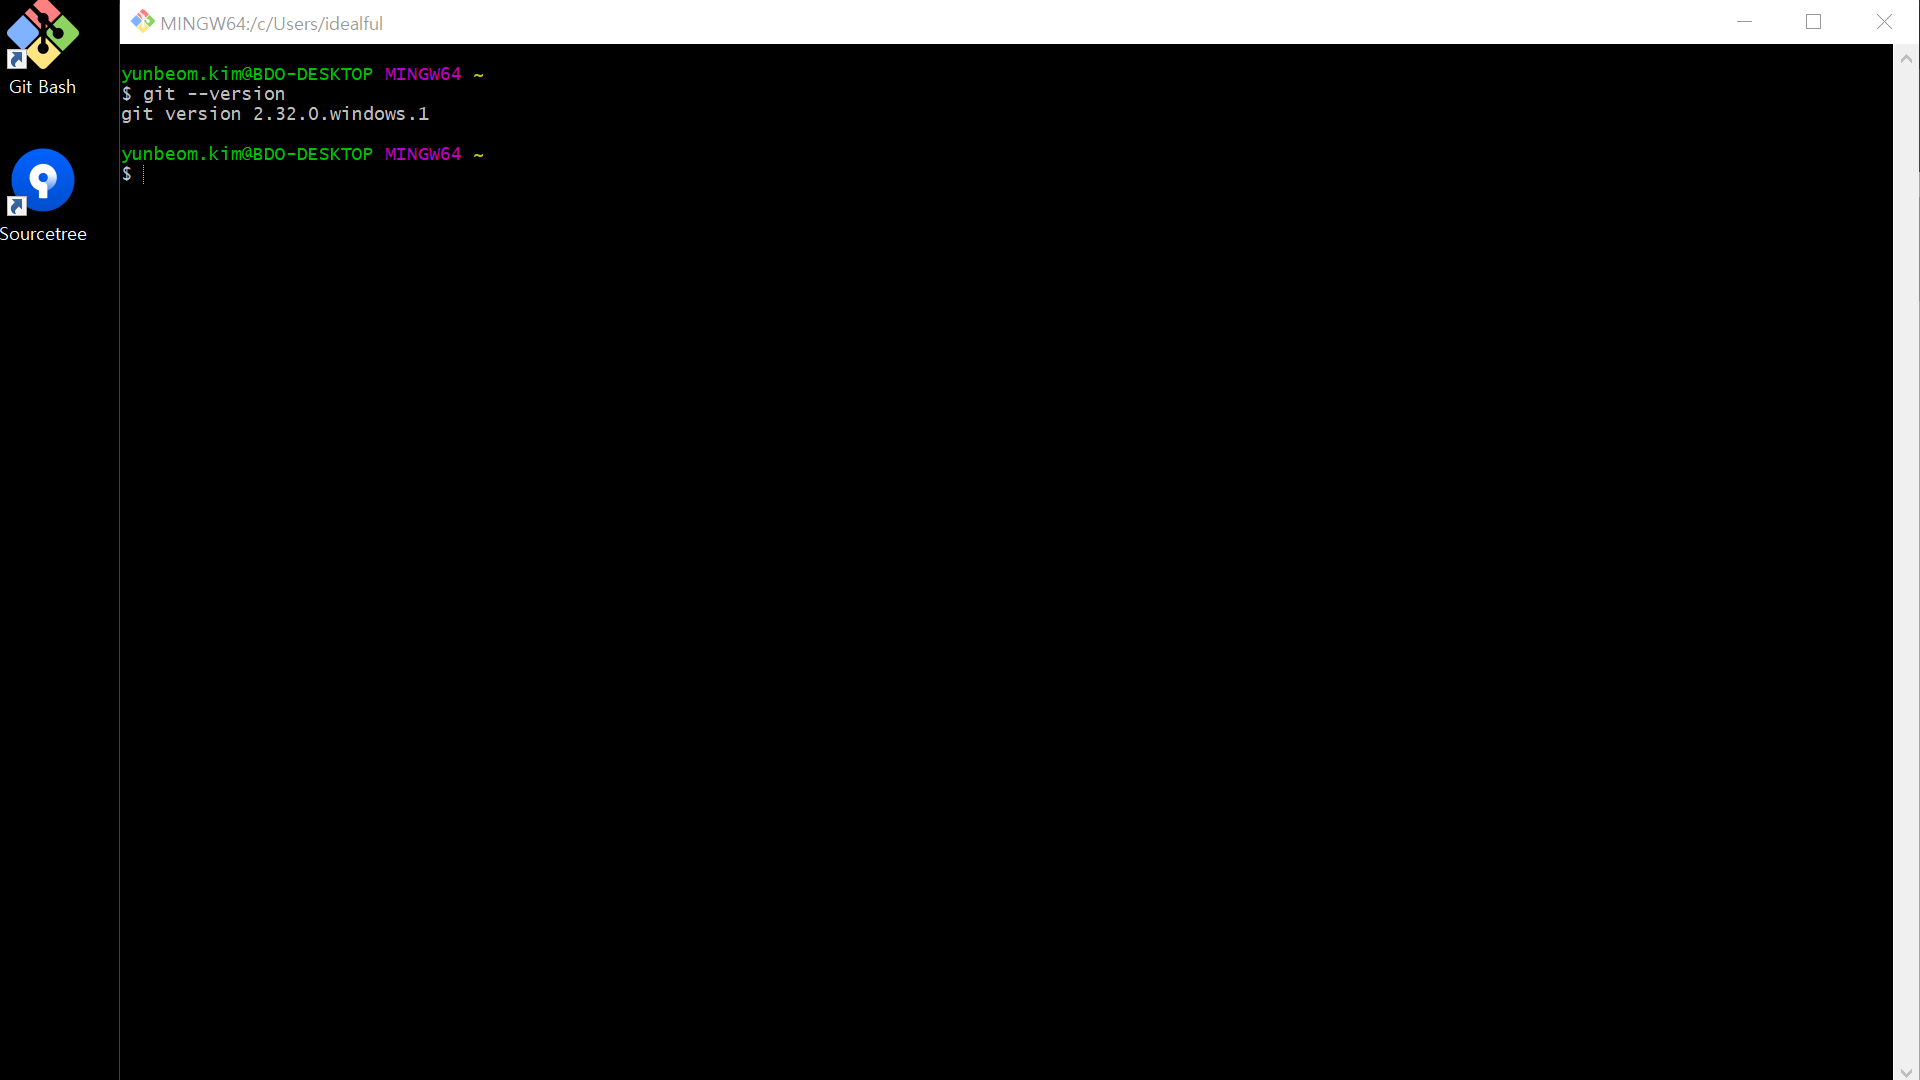 MINGW64:/c/Users/idealful
Git Bash
yunbeom.kim@BDO-DESKTOP MINGW64 ~
$ git --version
git version 2.32.0.windows.1
yunbeom.kim@BDO-DESKTOP MINGW64 ~
$
Sourcetree